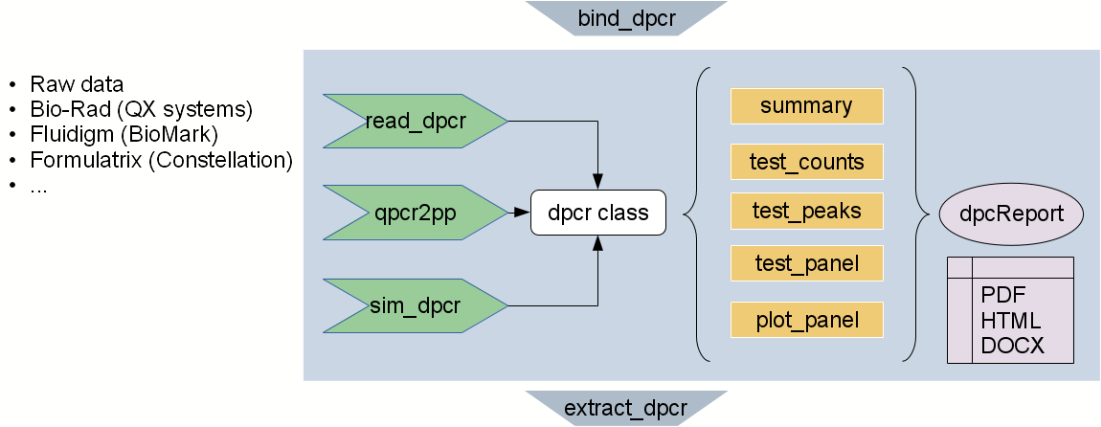 bind_dpcr
• Raw data
• Bio-Rad (QX systems)
• Fluidigm (BioMark)
• Formulatrix (Constellation)
• ...
read_dpcr
qpcr2pp
sim_dpcr
dpcr class
summary
test_counts
test_peaks
test_panel
plot_panel
dpcReport
PDF
HTML
DOCX
extract_dpcr